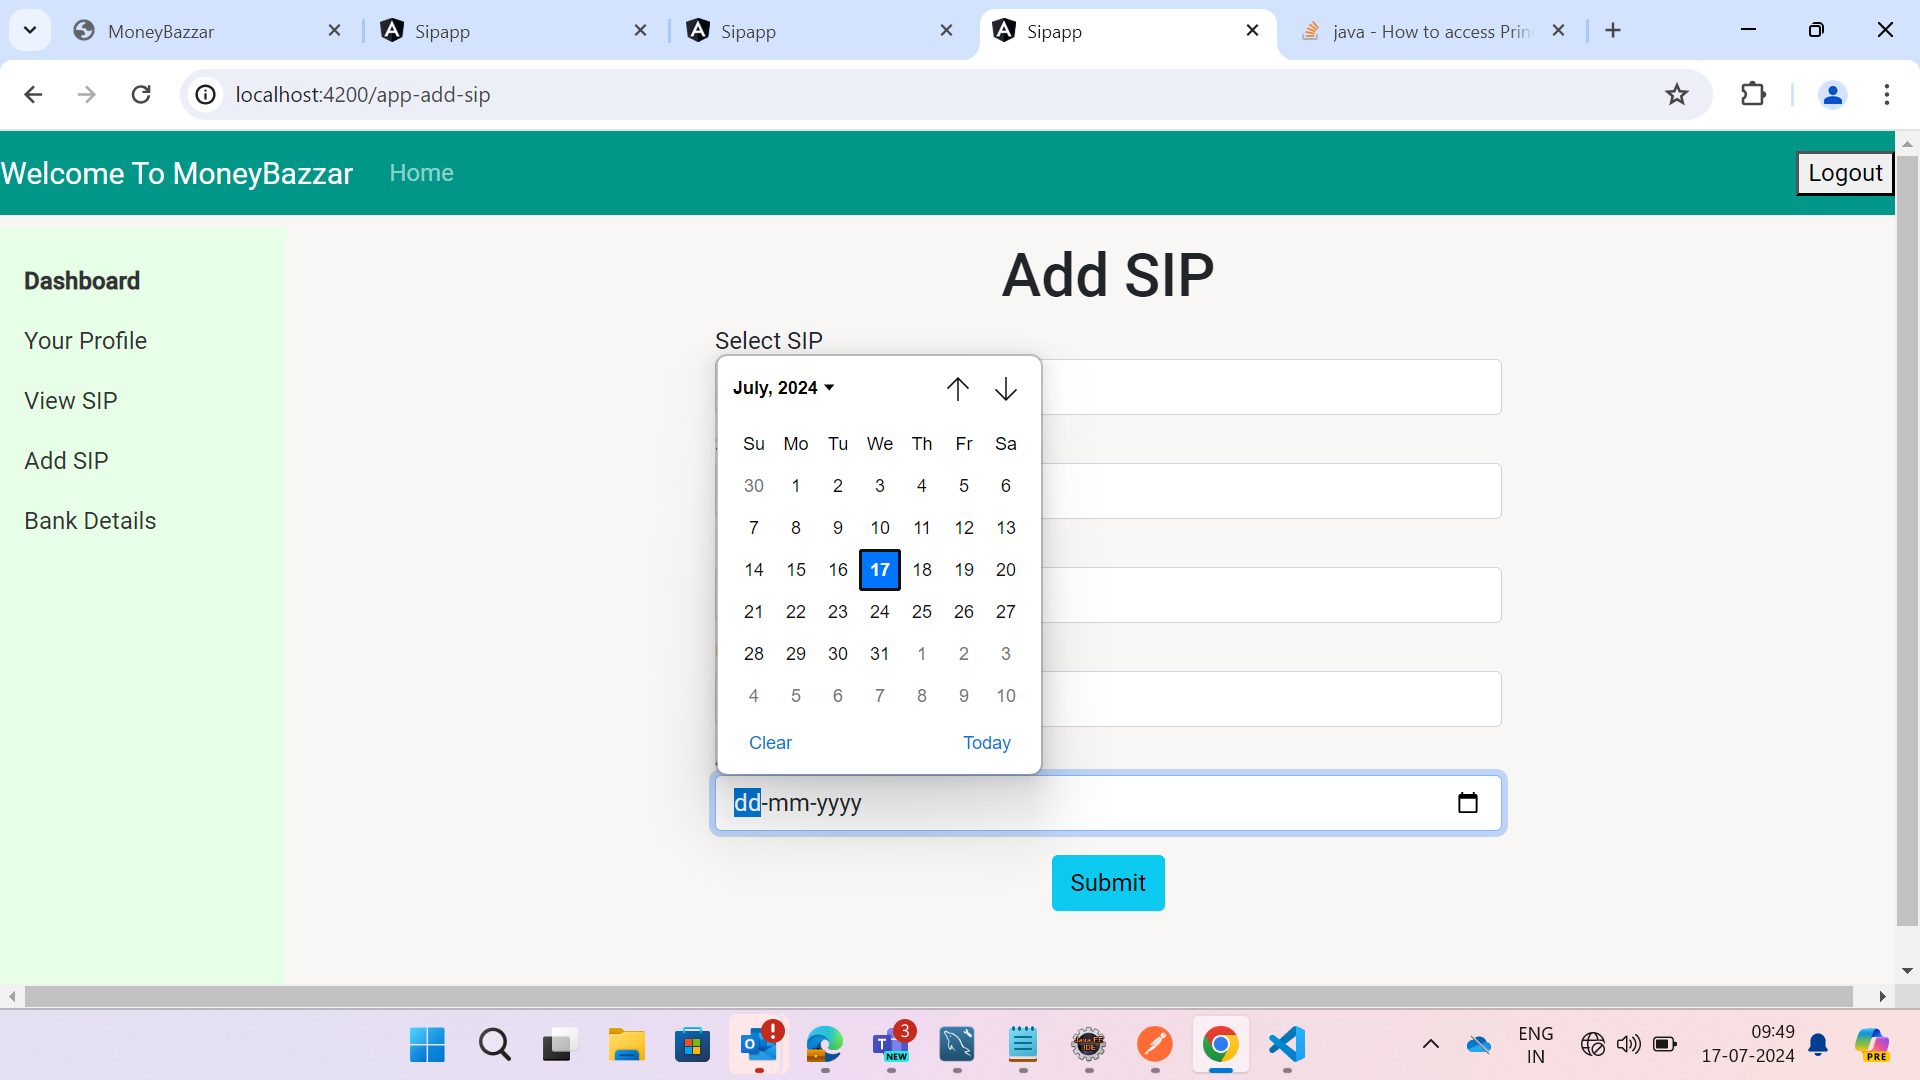 MoneyBazzar
Sipapp
Sipapp
Sipapp
java - How to access Prin
localhost:4200/app-add-sip
Welcome To MoneyBazzar
Home
Logout
Dashboard
Your Profile
View SIP
Add SIP
Bank Details
Add SIP
Select SIP
July, 2024
Su Mo Tu We Th Fr Sa
30 1 2 3 4 5 6
7 8 9 10 11 12 13
14 15 16 17 18 19 20
21 22 23 24 25 26 27
28 29 30 31 1 2 3
4 5 6 7 8 9 10
Clear
Today
dd-mm-yyyy
Submit
3
NEW
ENG
IN
09:49
17-07-2024
PRE